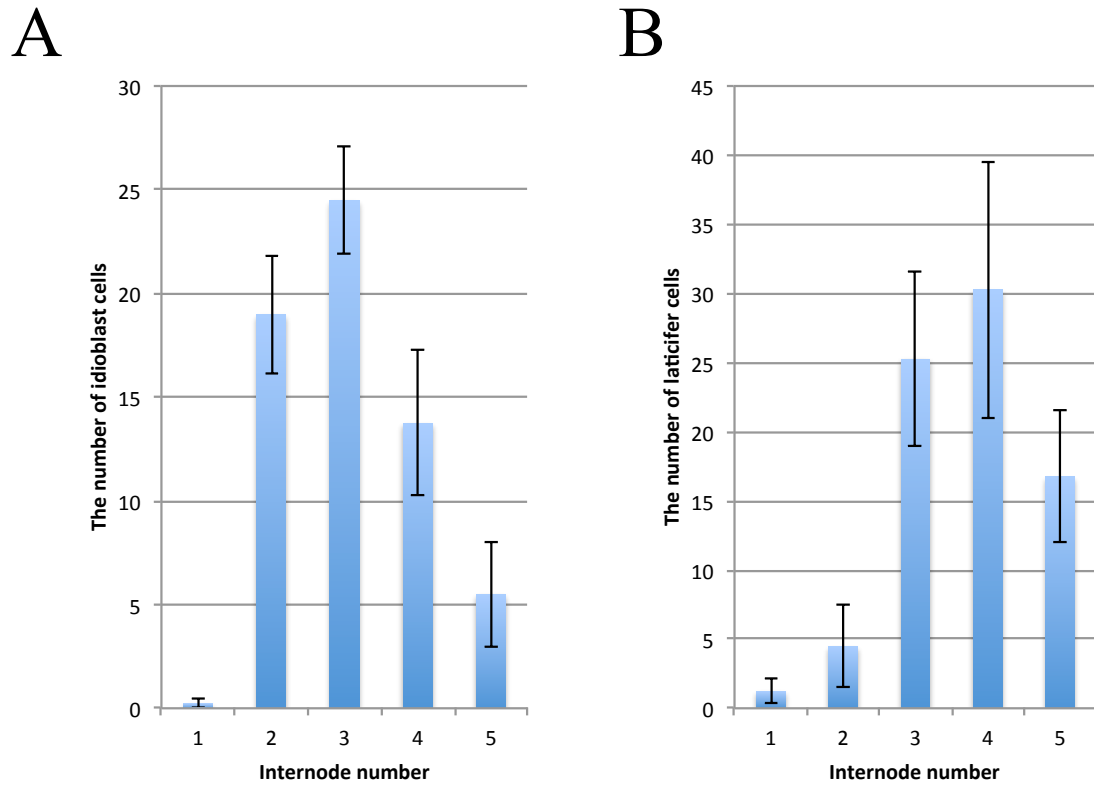 A
The number of idioblast cells
30
25
20
15
10
5
0
1 2 3 4 5
Internode number
B
The number of laticifer cells
45
40
35
30
25
20
15
10
5
0
1 2 3 4 5
Internode number